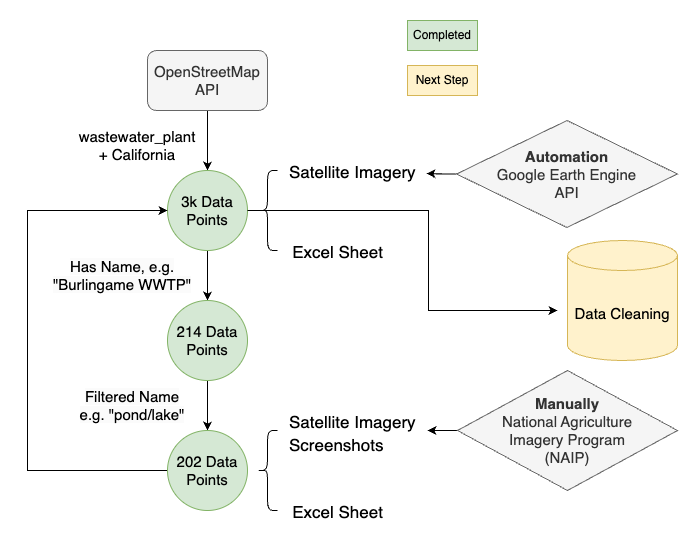 Completed
Next Step
OpenStreetMap
API
wastewater_plant
+ California
3k Data
Points
Satellite Imagery
Excel Sheet
Automation
Google Earth Engine
API
Has Name, e.g.
"Burlingame WWTP"
Data Cleaning
214 Data
Points
Filtered Name
e.g. "pond/lake"
202 Data
Points
Satellite Imagery
Screenshots
Excel Sheet
Manually
National Agriculture
Imagery Program
(NAIP)